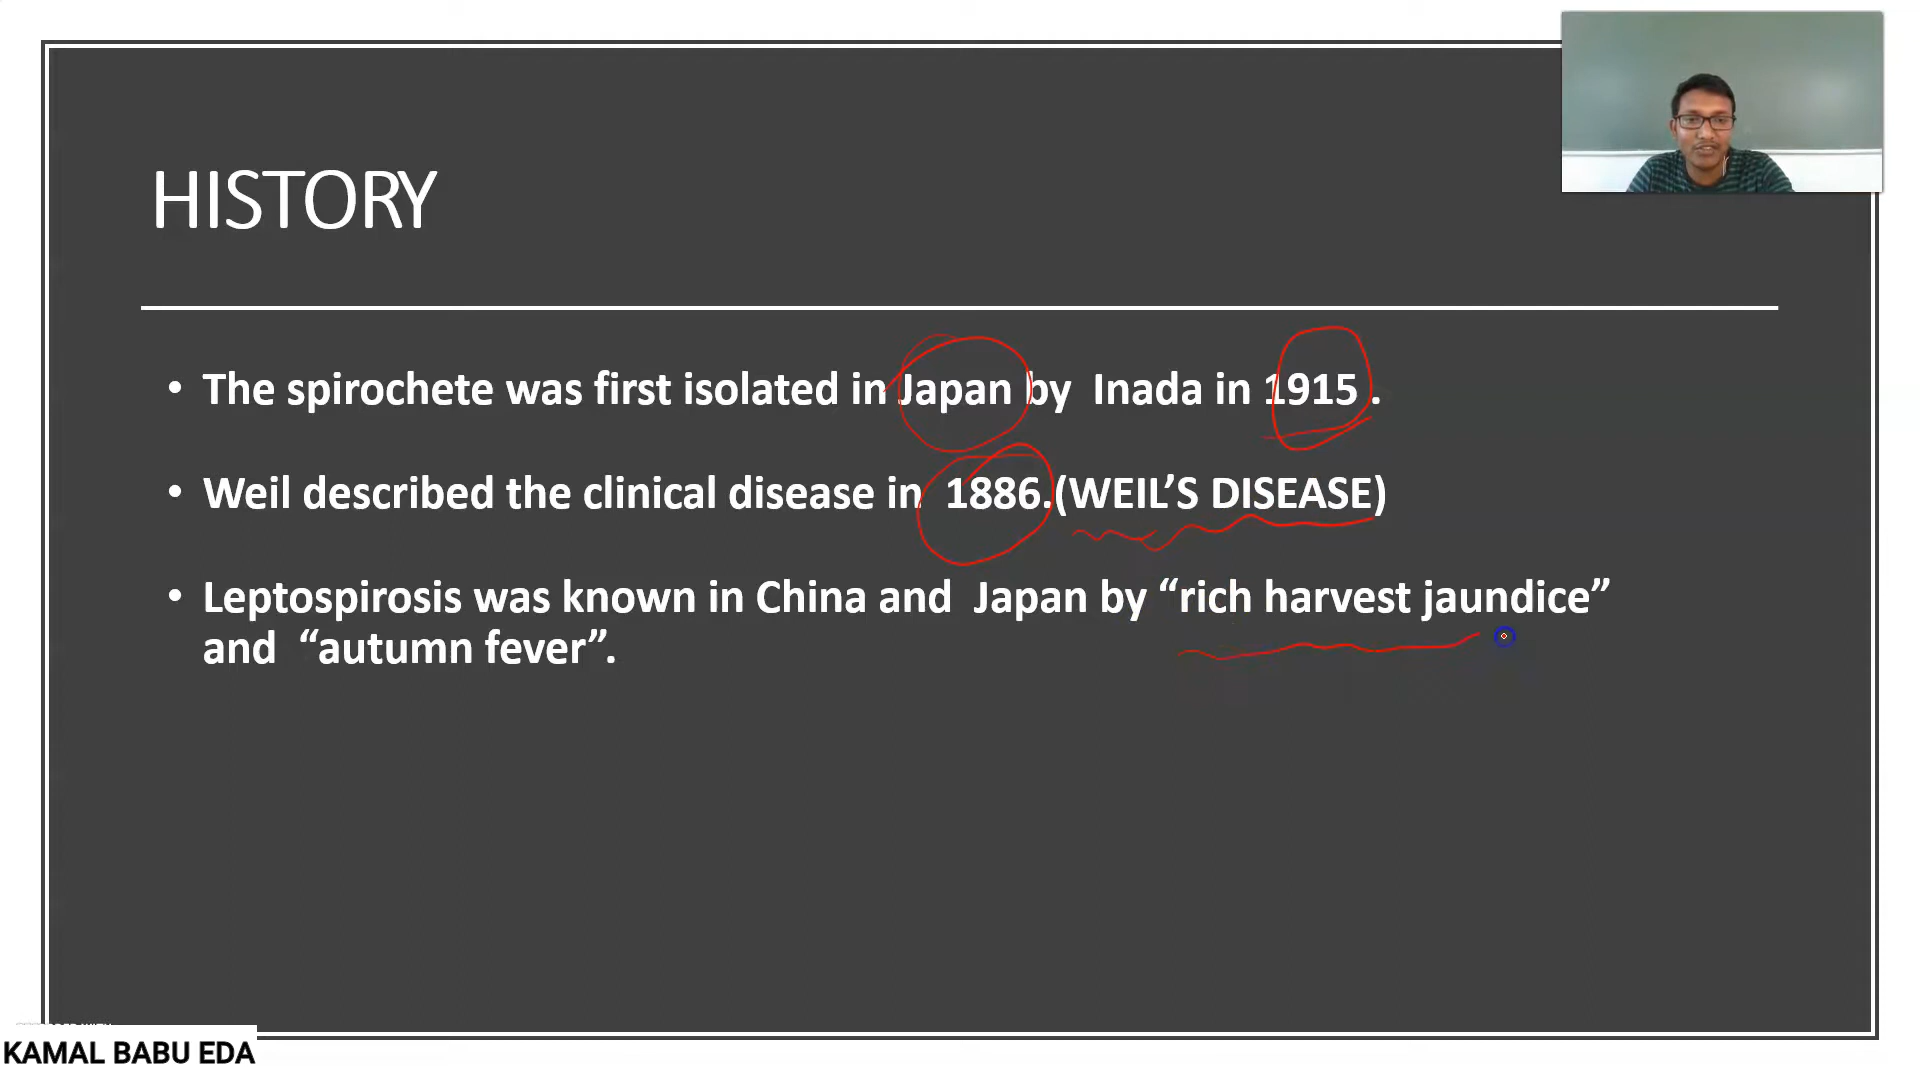 HISTORY
• The spirochete was first isolated in Japan by Inada in 1915 .
• Weil described the clinical disease in 1886.(WEIL’S DISEASE)
• Leptospirosis was known in China and Japan by “rich harvest jaundice”
and “autumn fever”.
KAMAL BABU EDA